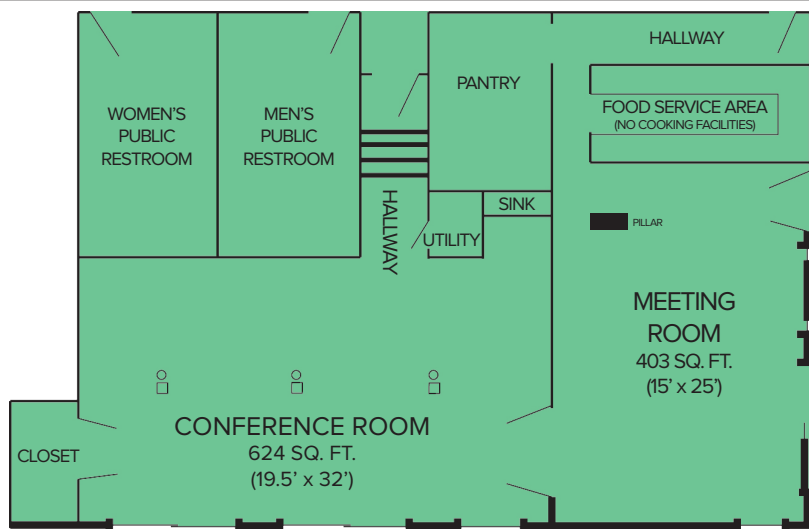 HALLWAY
PANTRY
WOMEN'S
PUBLIC
RESTROOM
MEN'S
PUBLIC
RESTROOM
FOOD SERVICE AREA
(NO COOKING FACILITIES)
HALLWAY
SINK
UTILITY
PILLAR
MEETING
ROOM
403 SQ. FT.
(15' x 25')
CONFERENCE ROOM
624 SQ. FT.
(19.5' x 32')
CLOSET